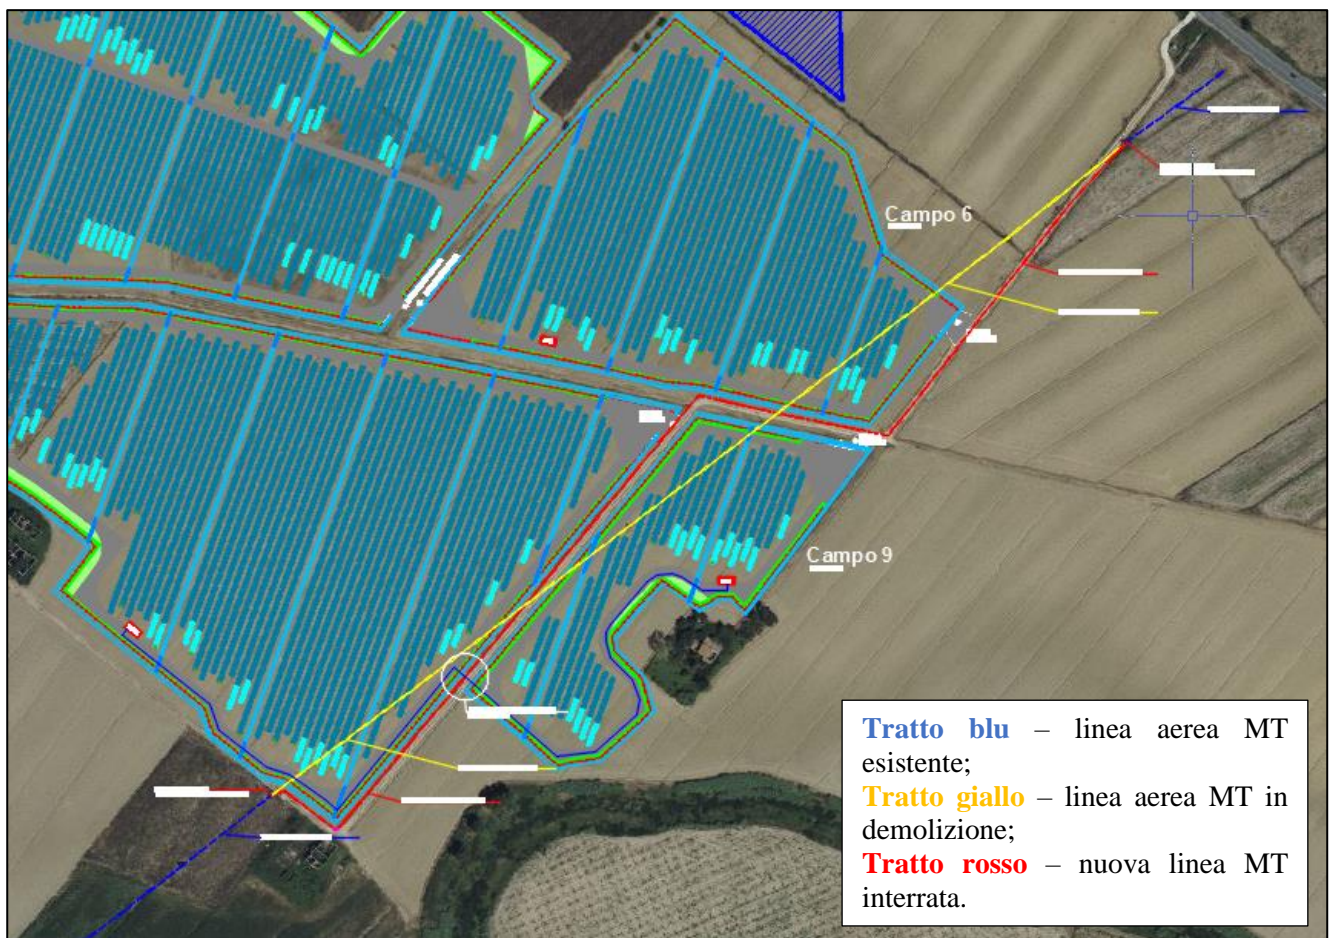 Campo 6
Campo 9
Tratto blu – linea aerea MT
esistente;
Tratto giallo – linea aerea MT in
demolizione;
Tratto rosso – nuova linea MT
interrata.